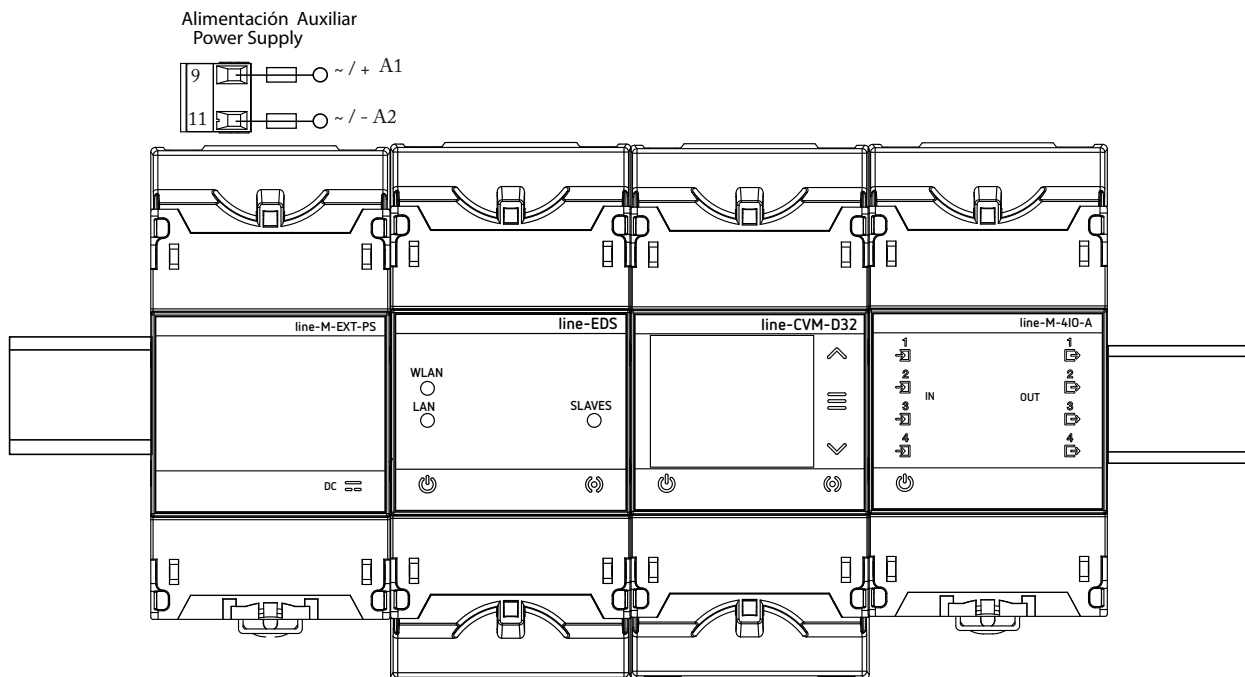 Alimentación Auxiliar
Power Supply
9 ~ / + A1
11 ~ / - A2
line-M-EXT-PS
DC
line-EDS
WLAN
LAN
SLAVES
line-CVM-D32
line-M-4IO-A
1 1
2 2
IN OUT
3 3
4 4